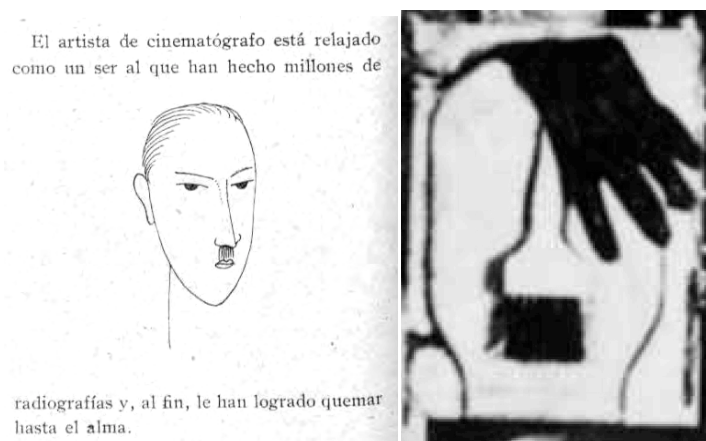 El artista de cinematógrafo está relajado
como un ser al que han hecho millones de
radiografías y, al fin, le han logrado quemar
hasta el alma.